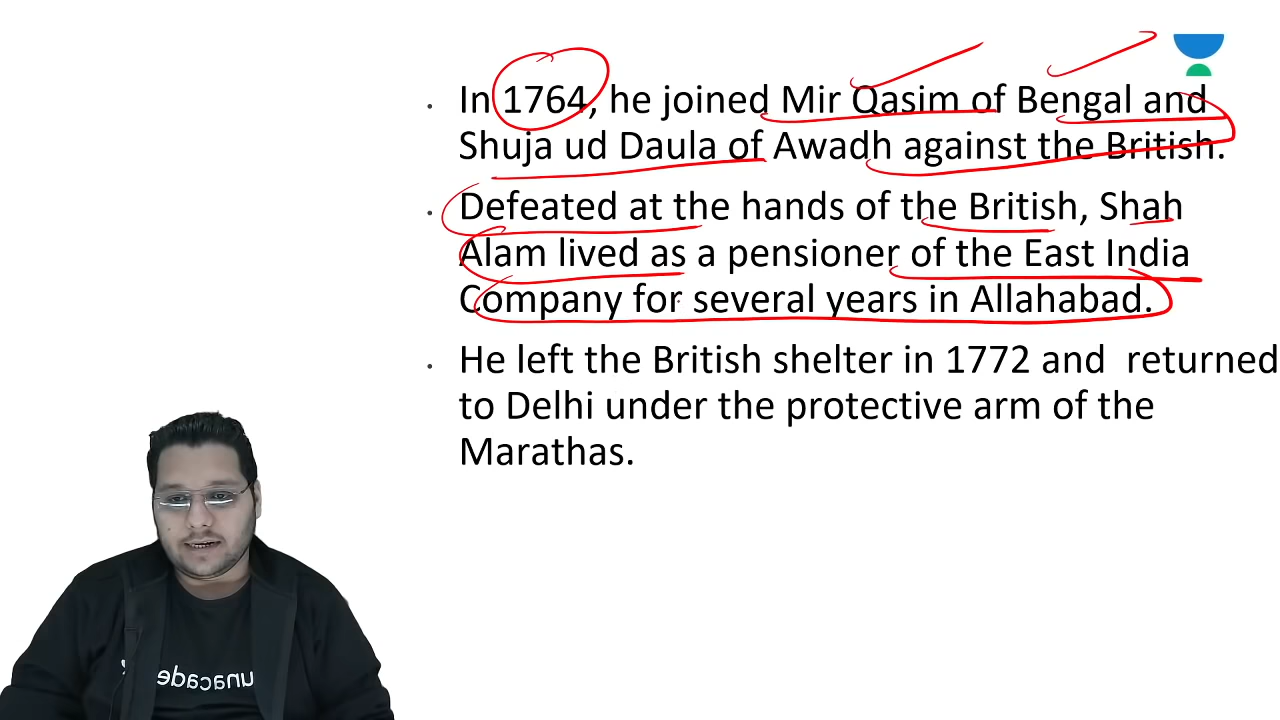 In 1764, he joined Mir Qasim of Bengal and
Shuja ud Daula of Awadh against the British.
Defeated at the hands of the British, Shah
Alam lived as a pensioner of the East India
Company for several years in Allahabad.
He left the British shelter in 1772 and returned
to Delhi under the protective arm of the
Marathas.
unacade